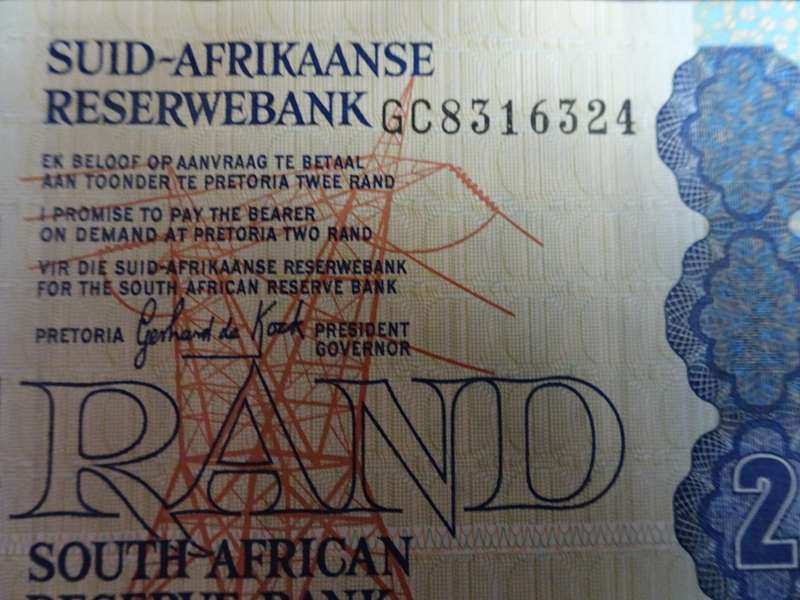 SUID-AFRIKAANSE
RESERWEBANK GC8316324
EK BELOOF OP AANVRAAG TE BETAAL
AAN TOONDER TE PRETORIA TWEE RAND
I PROMISE TO PAY THE BEARER
ON DEMAND AT PRETORIA TWO RAND
VIR DIE SUID-AFRIKAANSE RESERWEBANK
FOR THE SOUTH AFRICAN RESERVE BANK
PRETORIA Gerhard de Kock PRESIDENT
GOVERNOR
RAND
2
SOUTH AFRICAN
RESERVE BANK